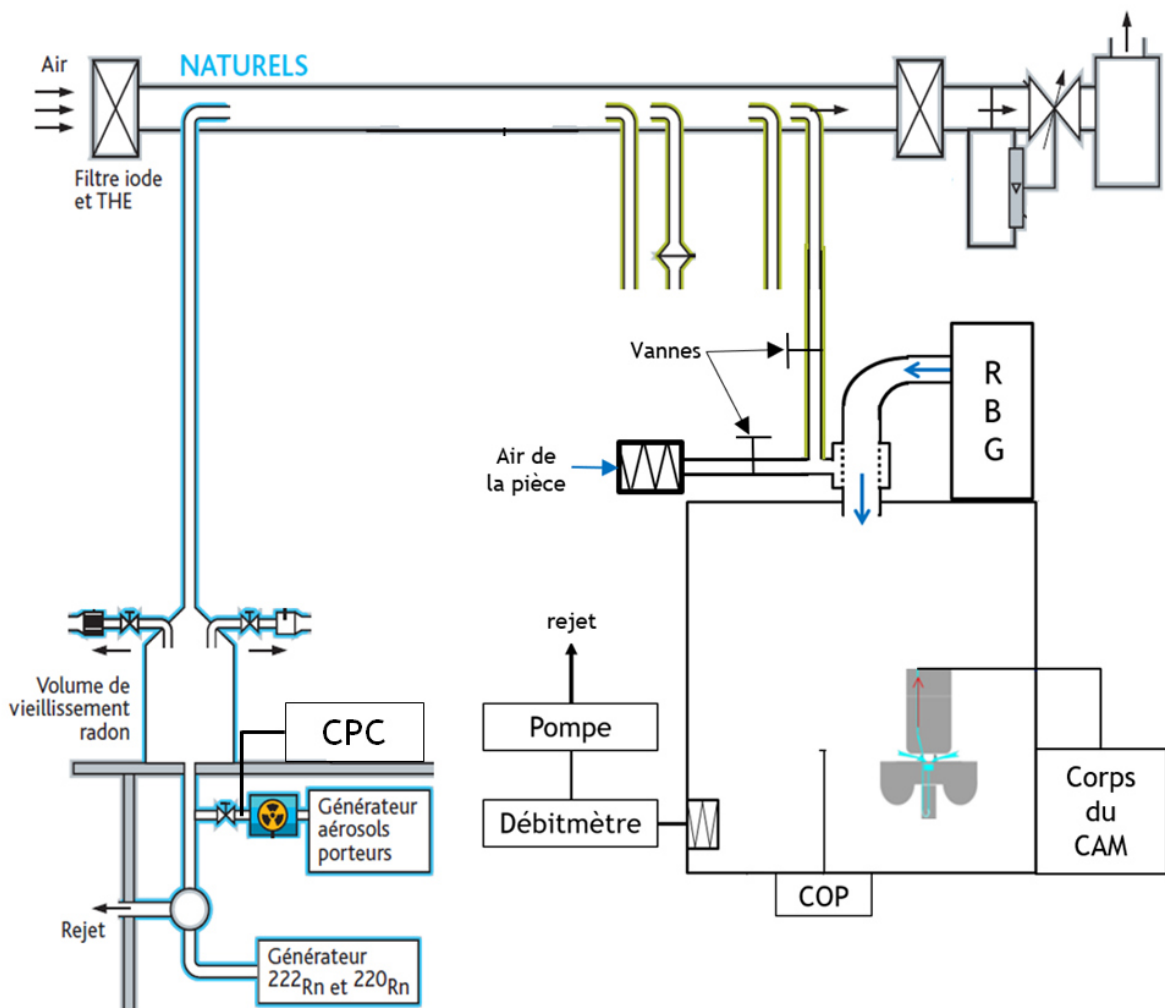 Air
NATURELS
Filtre iode
et THE
Vannes
R
B
G
Air de
la pièce
rejet
Volume de
vieillissement
radon
CPC
Pompe
Générateur
aérosols
porteurs
Débitmètre
Corps
du
CAM
COP
Rejet
Générateur
222Rn et 220Rn